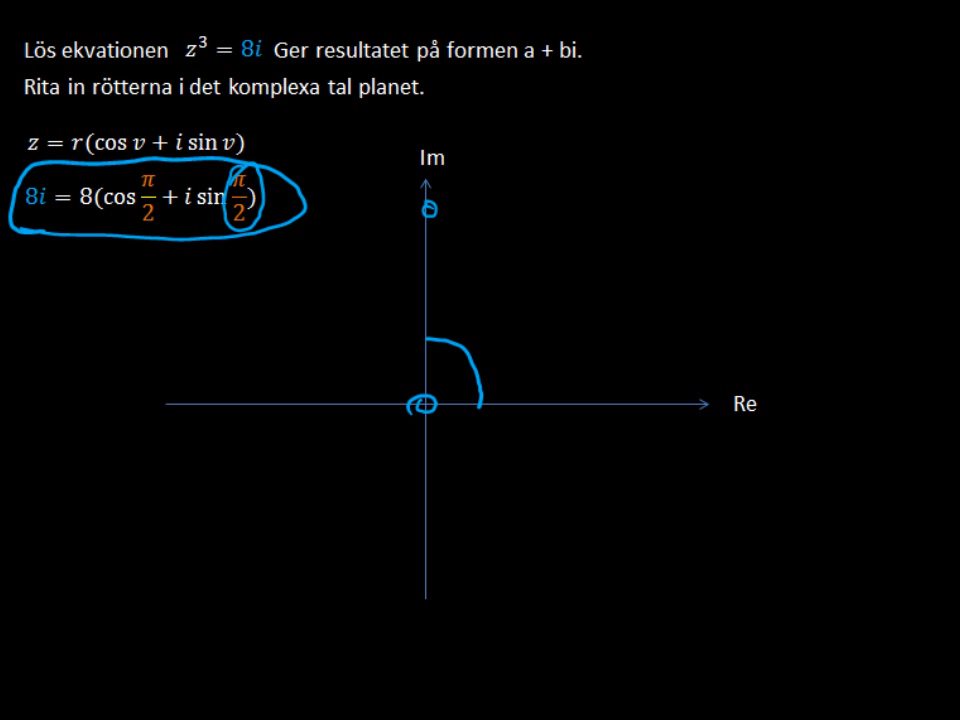 Lös ekvationen z³ = 8i Ger resultatet på formen a + bi.
Rita in rötterna i det komplexa tal planet.
z = r(cos v + i sin v)
Im
8i = 8(cos π/2 + i sin π/2)
Re